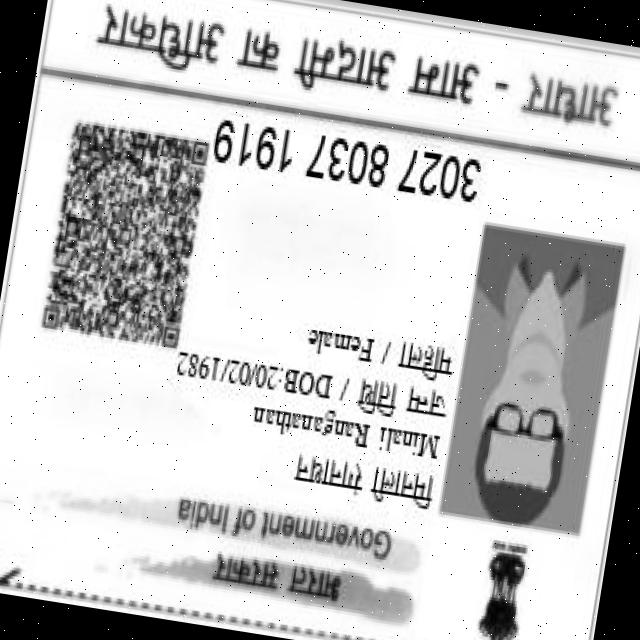 भारत सरकार
Government of India
मिनाली रंगनाथन
Minali Ranganathan
जन्म तिथि / DOB:20/02/1982
महिला / Female
3027 8037 1919
आधार - आम आदमी का अधिकार